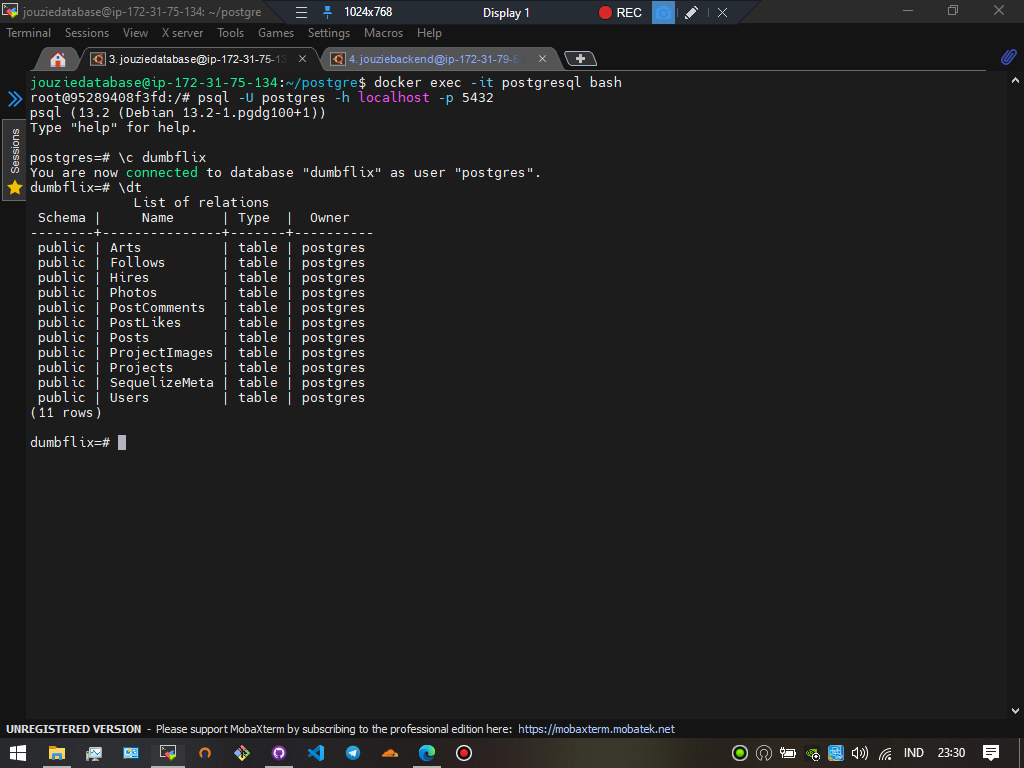 jouziedatabase@ip-172-31-75-134: ~/postgre
1024x768
Display 1
REC
Terminal Sessions View X server Tools Games Settings Macros Help
3. jouziedatabase@ip-172-31-75-13
4. jouziebackend@ip-172-31-79-8
Sessions
jouziedatabase@ip-172-31-75-134:~/postgre$ docker exec -it postgresql bash
root@95289408f3fd:/# psql -U postgres -h localhost -p 5432
psql (13.2 (Debian 13.2-1.pgdg100+1))
Type "help" for help.
postgres=# \c dumbflix
You are now connected to database "dumbflix" as user "postgres".
dumbflix=# \dt
List of relations
Schema | Name | Type | Owner
--------+---------------+-------+----------
public | Arts | table | postgres
public | Follows | table | postgres
public | Hires | table | postgres
public | Photos | table | postgres
public | PostComments | table | postgres
public | PostLikes | table | postgres
public | Posts | table | postgres
public | ProjectImages | table | postgres
public | Projects | table | postgres
public | SequelizeMeta | table | postgres
public | Users | table | postgres
(11 rows)
dumbflix=#
UNREGISTERED VERSION - Please support MobaXterm by subscribing to the professional edition here: https://mobaxterm.mobatek.net
IND
23:30